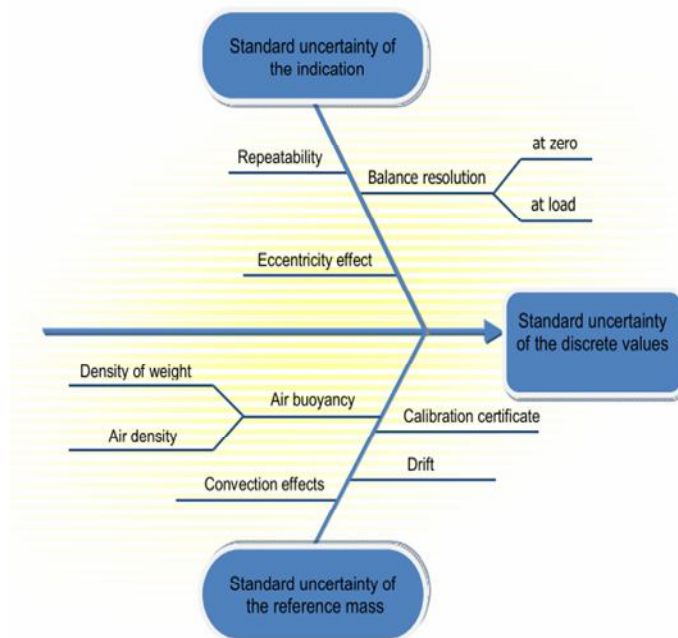 Standard uncertainty of
the indication
Repeatability
Balance resolution
at zero
at load
Eccentricity effect
Standard uncertainty
of the discrete values
Density of weight
Air density
Air buoyancy
Calibration certificate
Drift
Convection effects
Standard uncertainty of
the reference mass